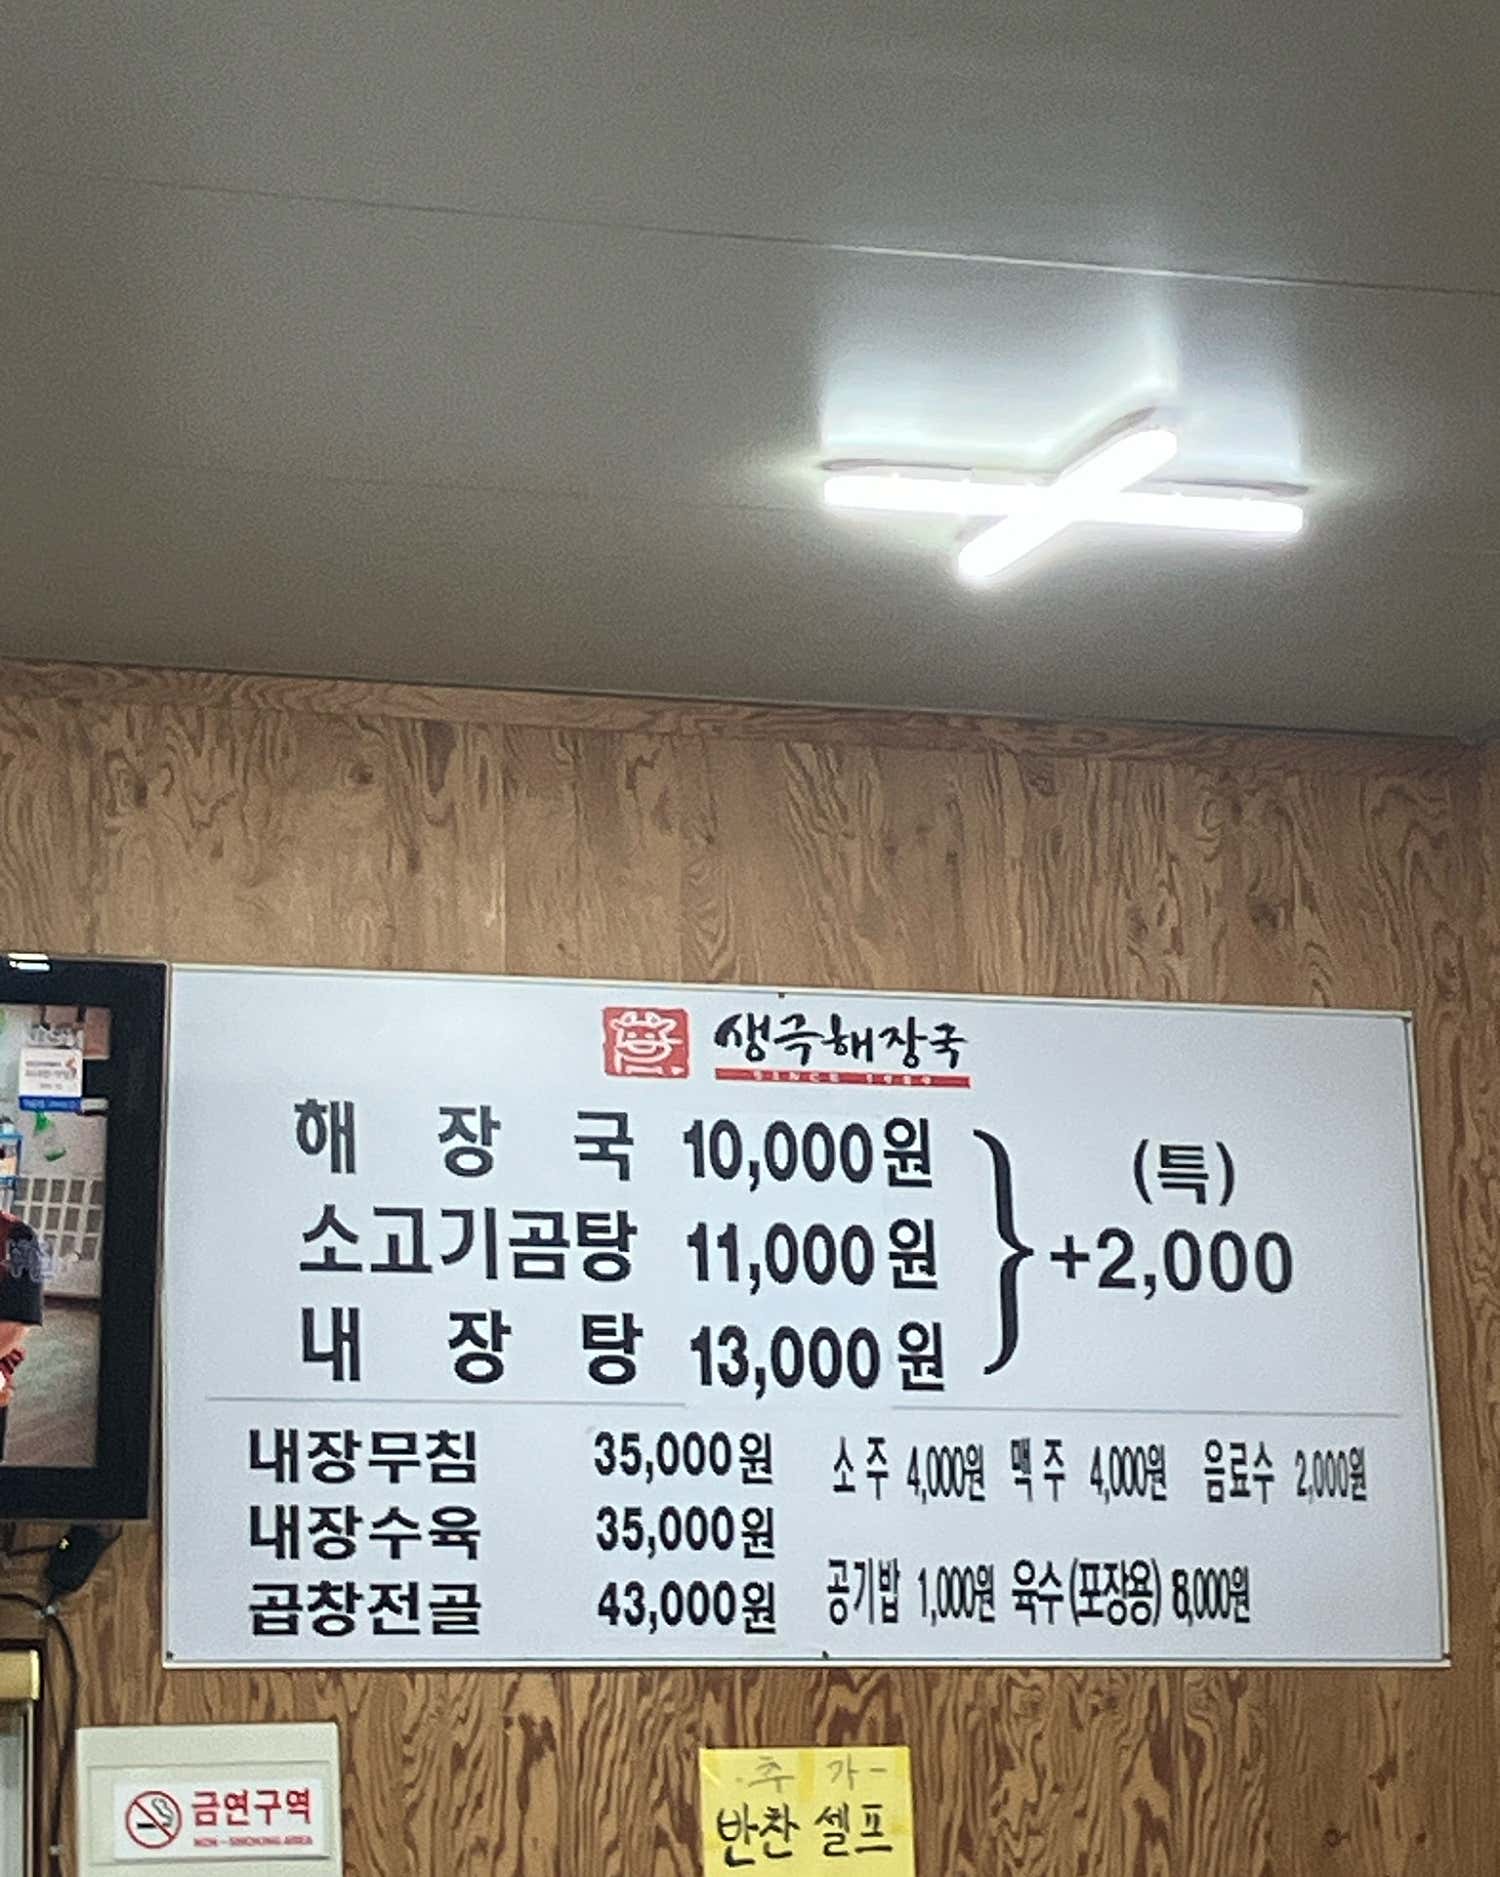 생극해장국
SINCE 1989
해장국 10,000원
소고기곰탕 11,000원
내장탕 13,000원
(특)
+2,000
내장무침 35,000원
내장수육 35,000원
곱창전골 43,000원
소주 4,000원 맥주 4,000원 음료수 2,000원
공기밥 1,000원 육수(포장용) 8,000원
금연구역
NON-SMOKING AREA
추가
반찬 셀프